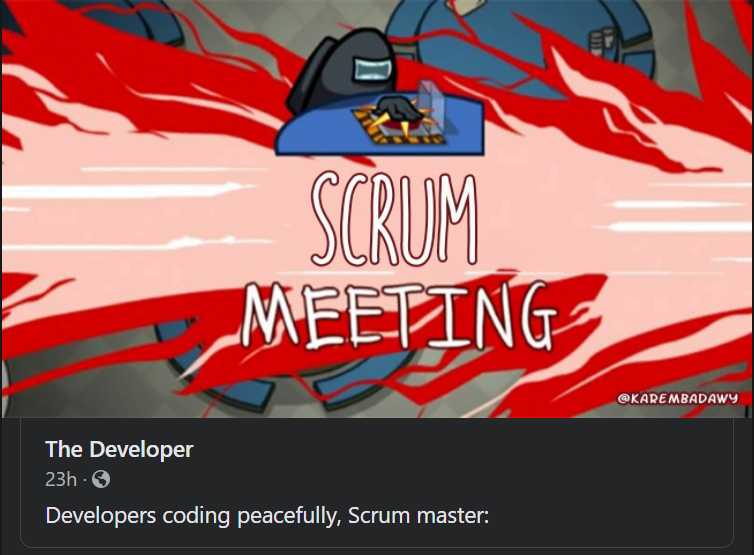 SCRUM
MEETING
@KAREMBADAWY
The Developer
23h ·
Developers coding peacefully, Scrum master: